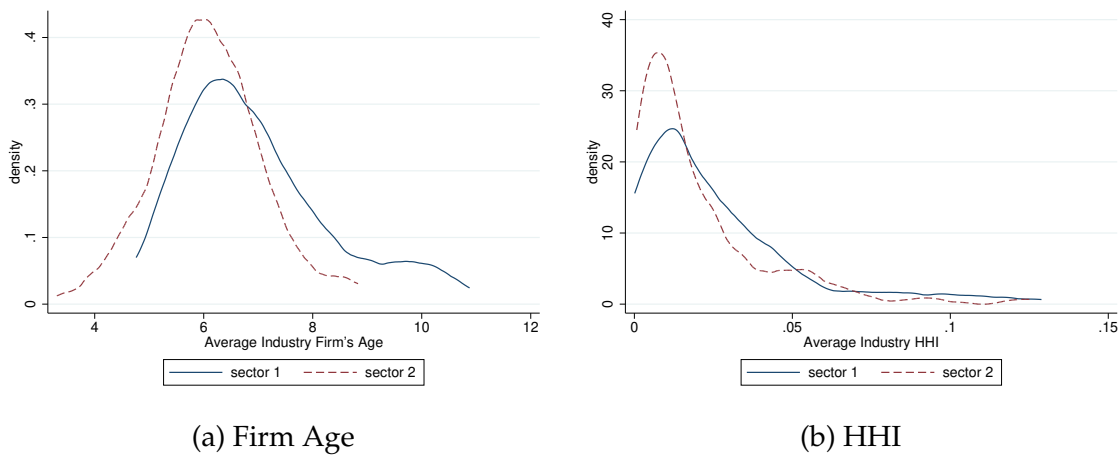 density
0 .1 .2 .3 .4
4 6 8 10 12
Average Industry Firm's Age
sector 1 sector 2
(a) Firm Age
density
0 10 20 30 40
0 .05 .1 .15
Average Industry HHI
sector 1 sector 2
(b) HHI